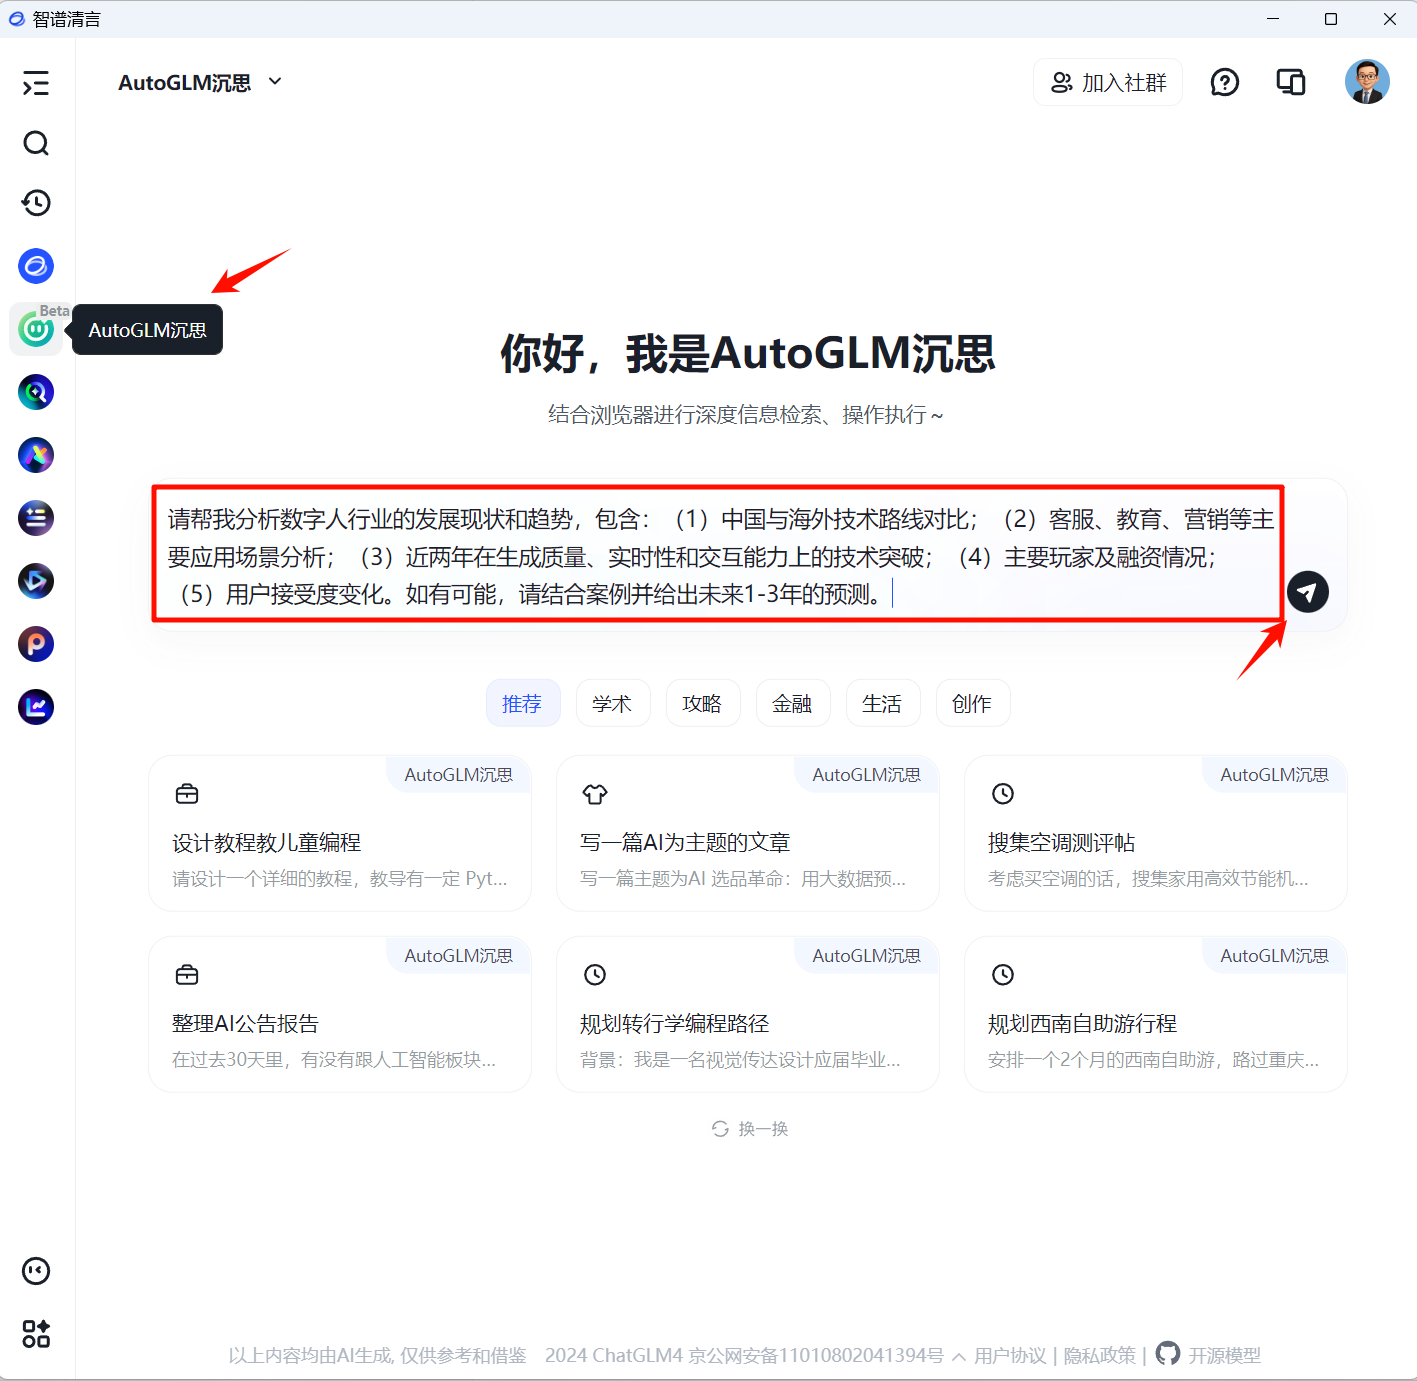 智谱清言
AutoGLM沉思
加入社群
Beta
AutoGLM沉思
你好，我是AutoGLM沉思
结合浏览器进行深度信息检索、操作执行 ~
请帮我分析数字人行业的发展现状和趋势，包含：（1）中国与海外技术路线对比；（2）客服、教育、营销等主
要应用场景分析；（3）近两年在生成质量、实时性和交互能力上的技术突破；（4）主要玩家及融资情况；
（5）用户接受度变化。如有可能，请结合案例并给出未来1-3年的预测。
推荐 学术 攻略 金融 生活 创作
AutoGLM沉思
设计教程教儿童编程
请设计一个详细的教程，教导有一定 Pyt...
AutoGLM沉思
写一篇AI为主题的文章
写一篇主题为AI 选品革命：用大数据预...
AutoGLM沉思
搜集空调测评帖
考虑买空调的话，搜集家用高效节能机...
AutoGLM沉思
整理AI公告报告
在过去30天里，有没有跟人工智能板块...
AutoGLM沉思
规划转行学编程路径
背景：我是一名视觉传达设计应届毕业...
AutoGLM沉思
规划西南自助游行程
安排一个2个月的西南自助游，路过重庆...
换一换
以上内容均由AI生成, 仅供参考和借鉴 2024 ChatGLM4 京公网安备11010802041394号 用户协议 | 隐私政策 | 开源模型